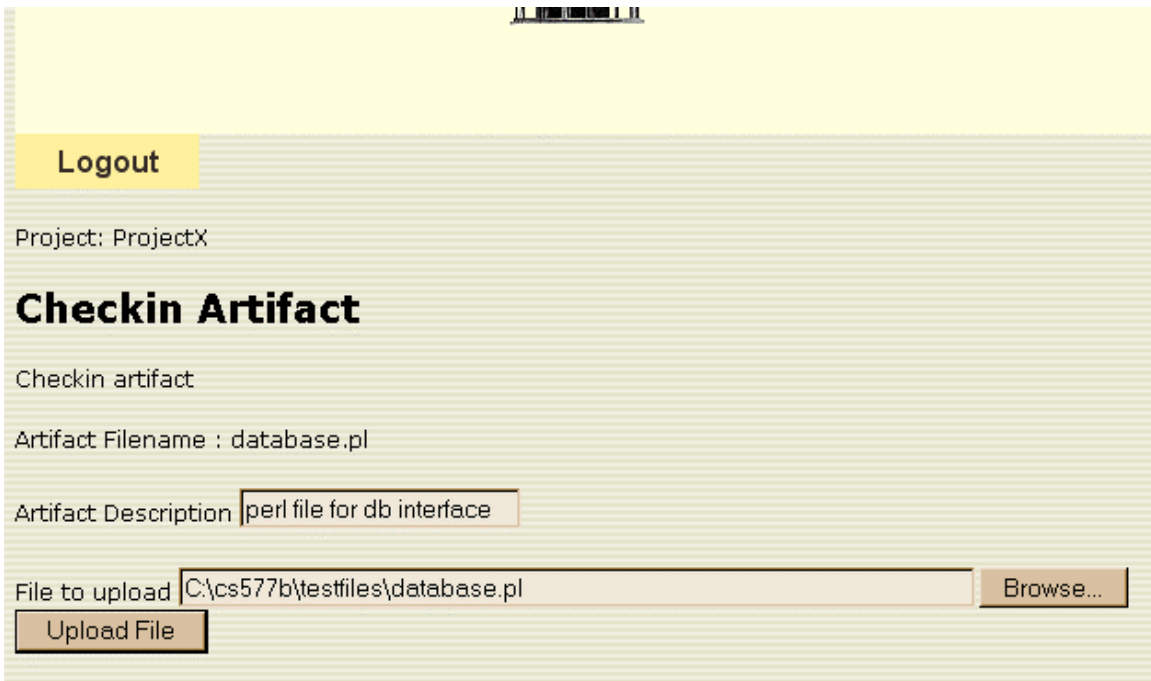 Logout
Project: ProjectX
Checkin Artifact
Checkin artifact
Artifact Filename : database.pl
Artifact Description perl file for db interface
File to upload C:\cs577b\testfiles\database.pl Browse...
Upload File